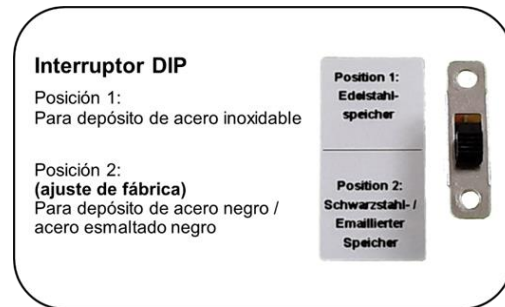 Interruptor DIP
Posición 1:
Para depósito de acero inoxidable
Posición 2:
(ajuste de fábrica)
Para depósito de acero negro /
acero esmaltado negro
Position 1:
Edelstahl-
speicher
Position 2:
Schwarzstahl- /
Emaillierter
Speicher